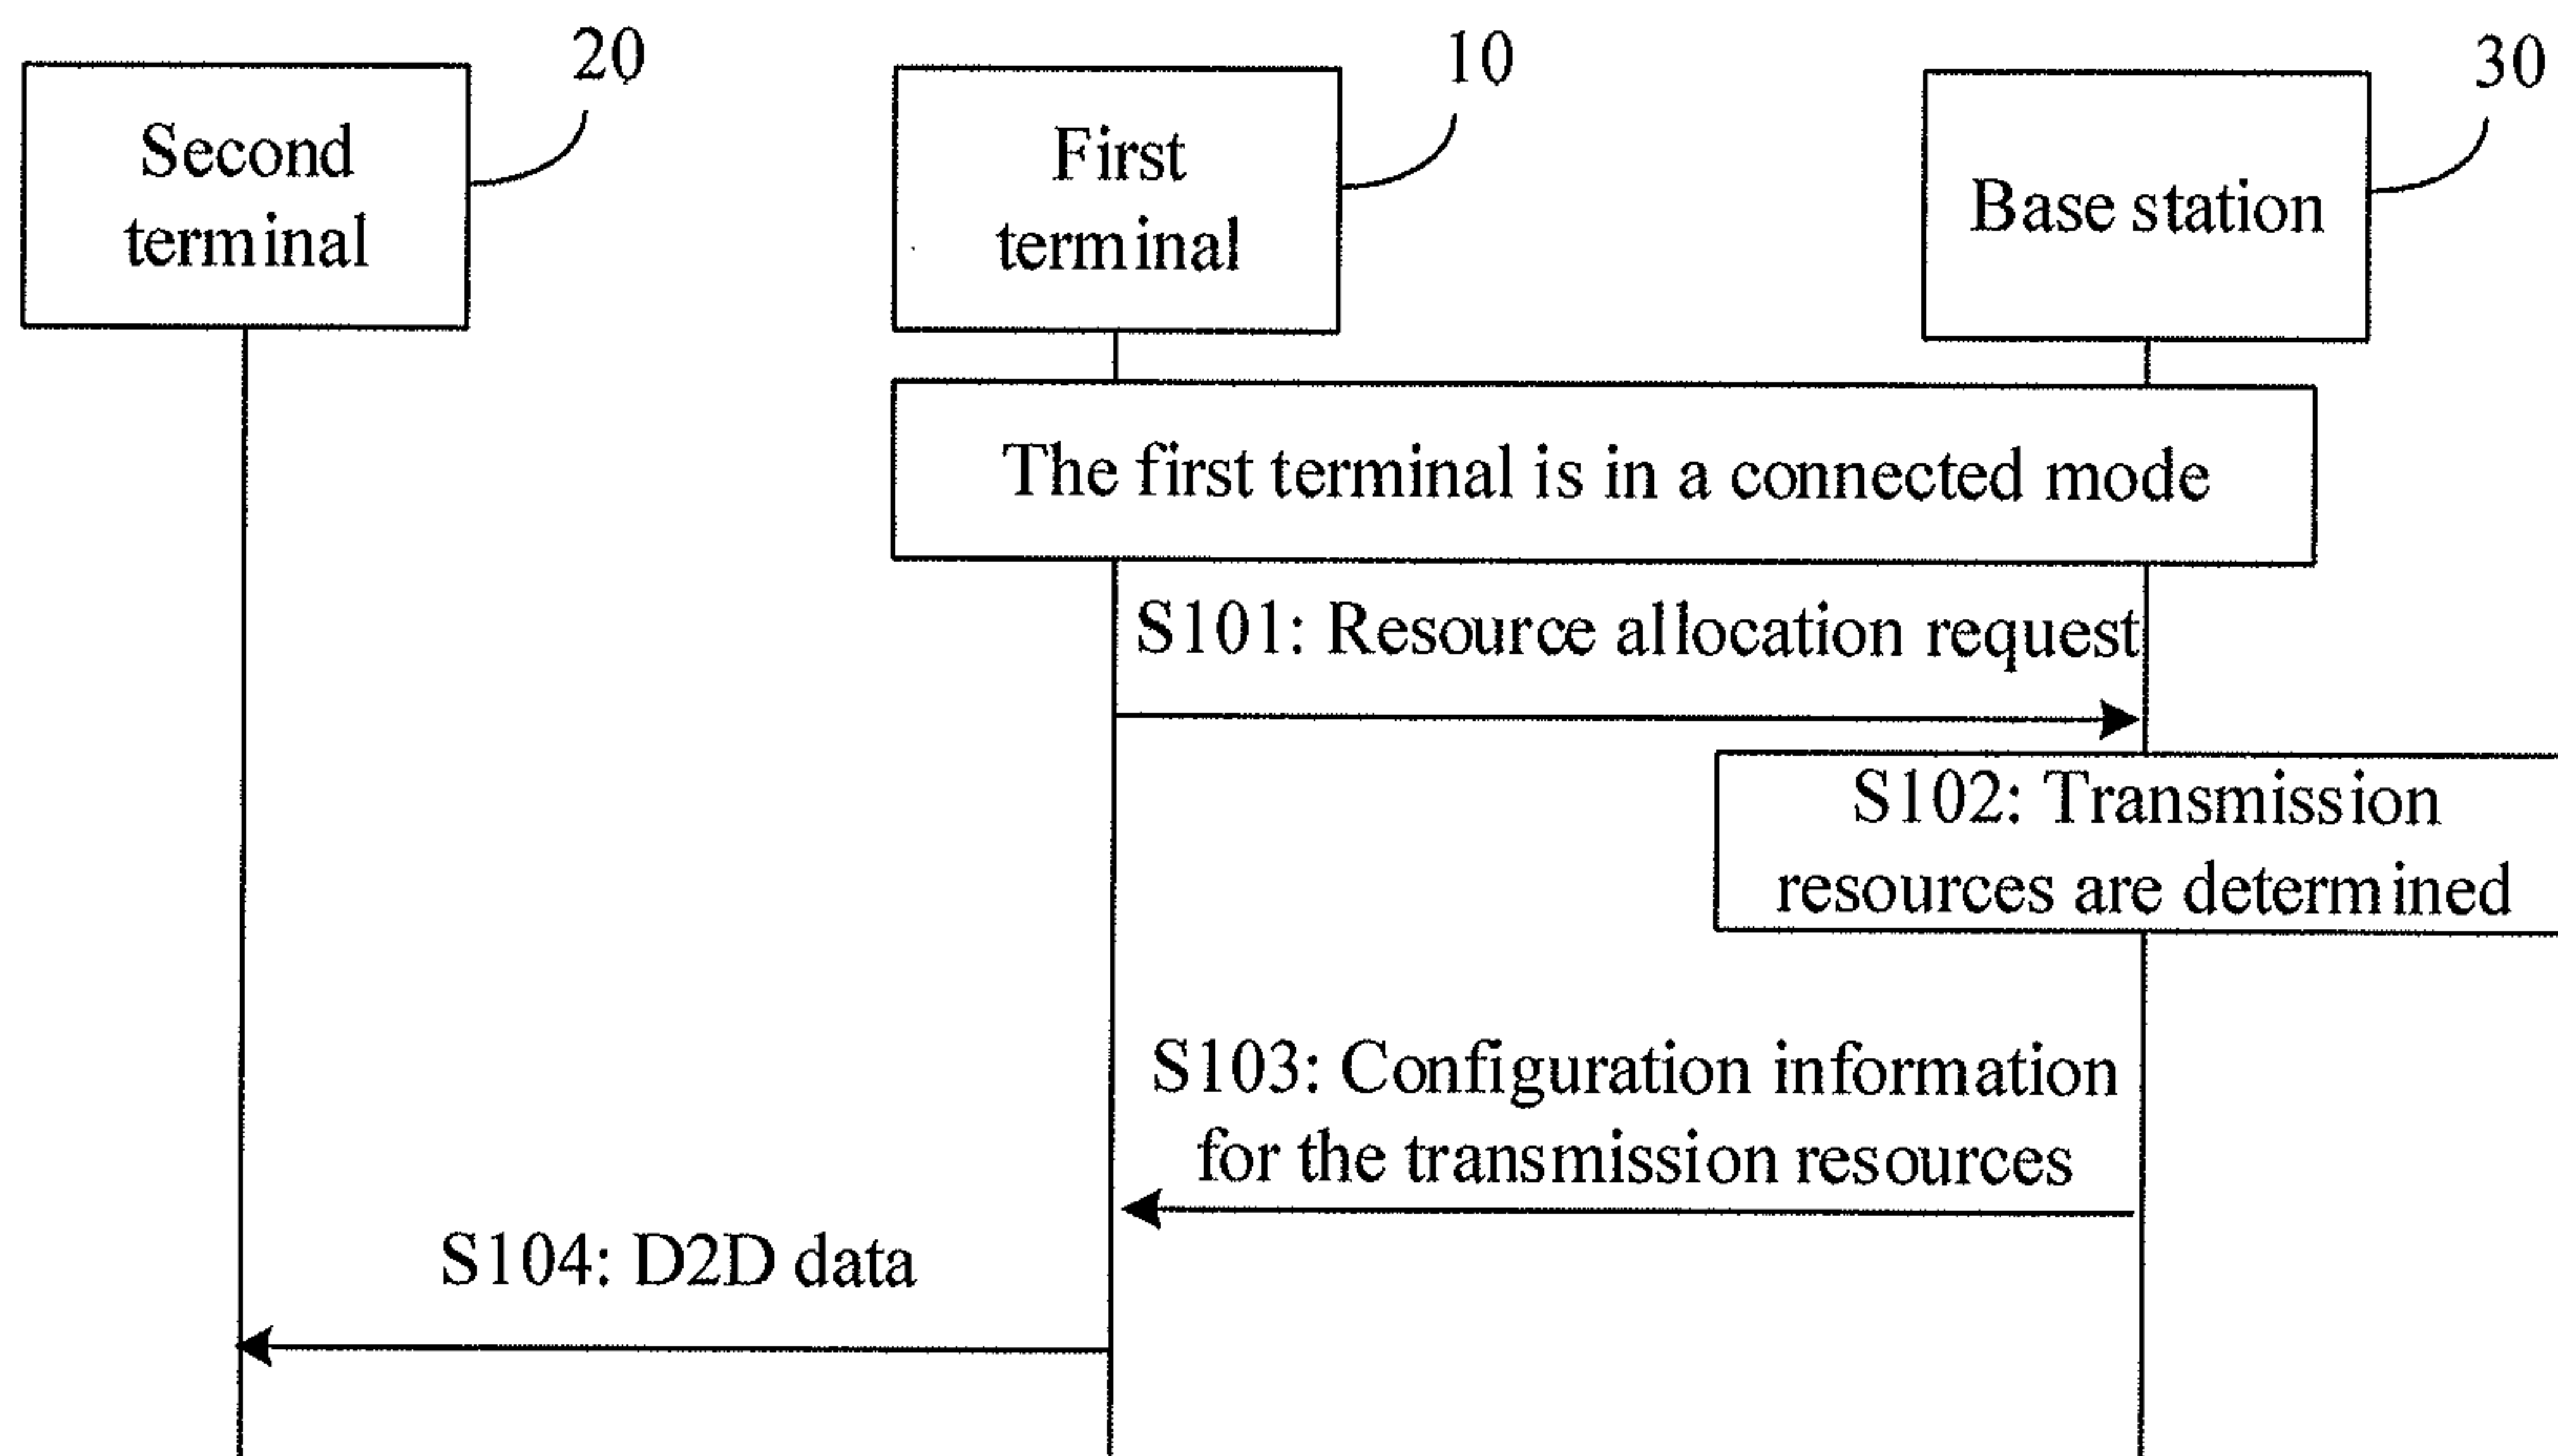 20
10
30
Second
terminal
First
terminal
Base station
The first terminal is in a connected mode
S101: Resource allocation request
S102: Transmission
resources are determined
S103: Configuration information
for the transmission resources
S104: D2D data